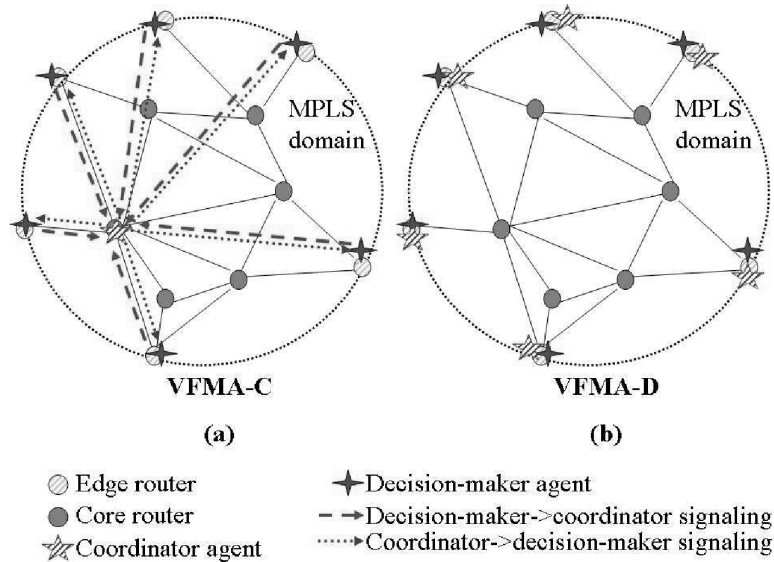 MPLS
domain
MPLS
domain
VFMA-C
VFMA-D
(a)
(b)
Edge router
Core router
Coordinator agent
Decision-maker agent
Decision-maker->coordinator signaling
Coordinator->decision-maker signaling